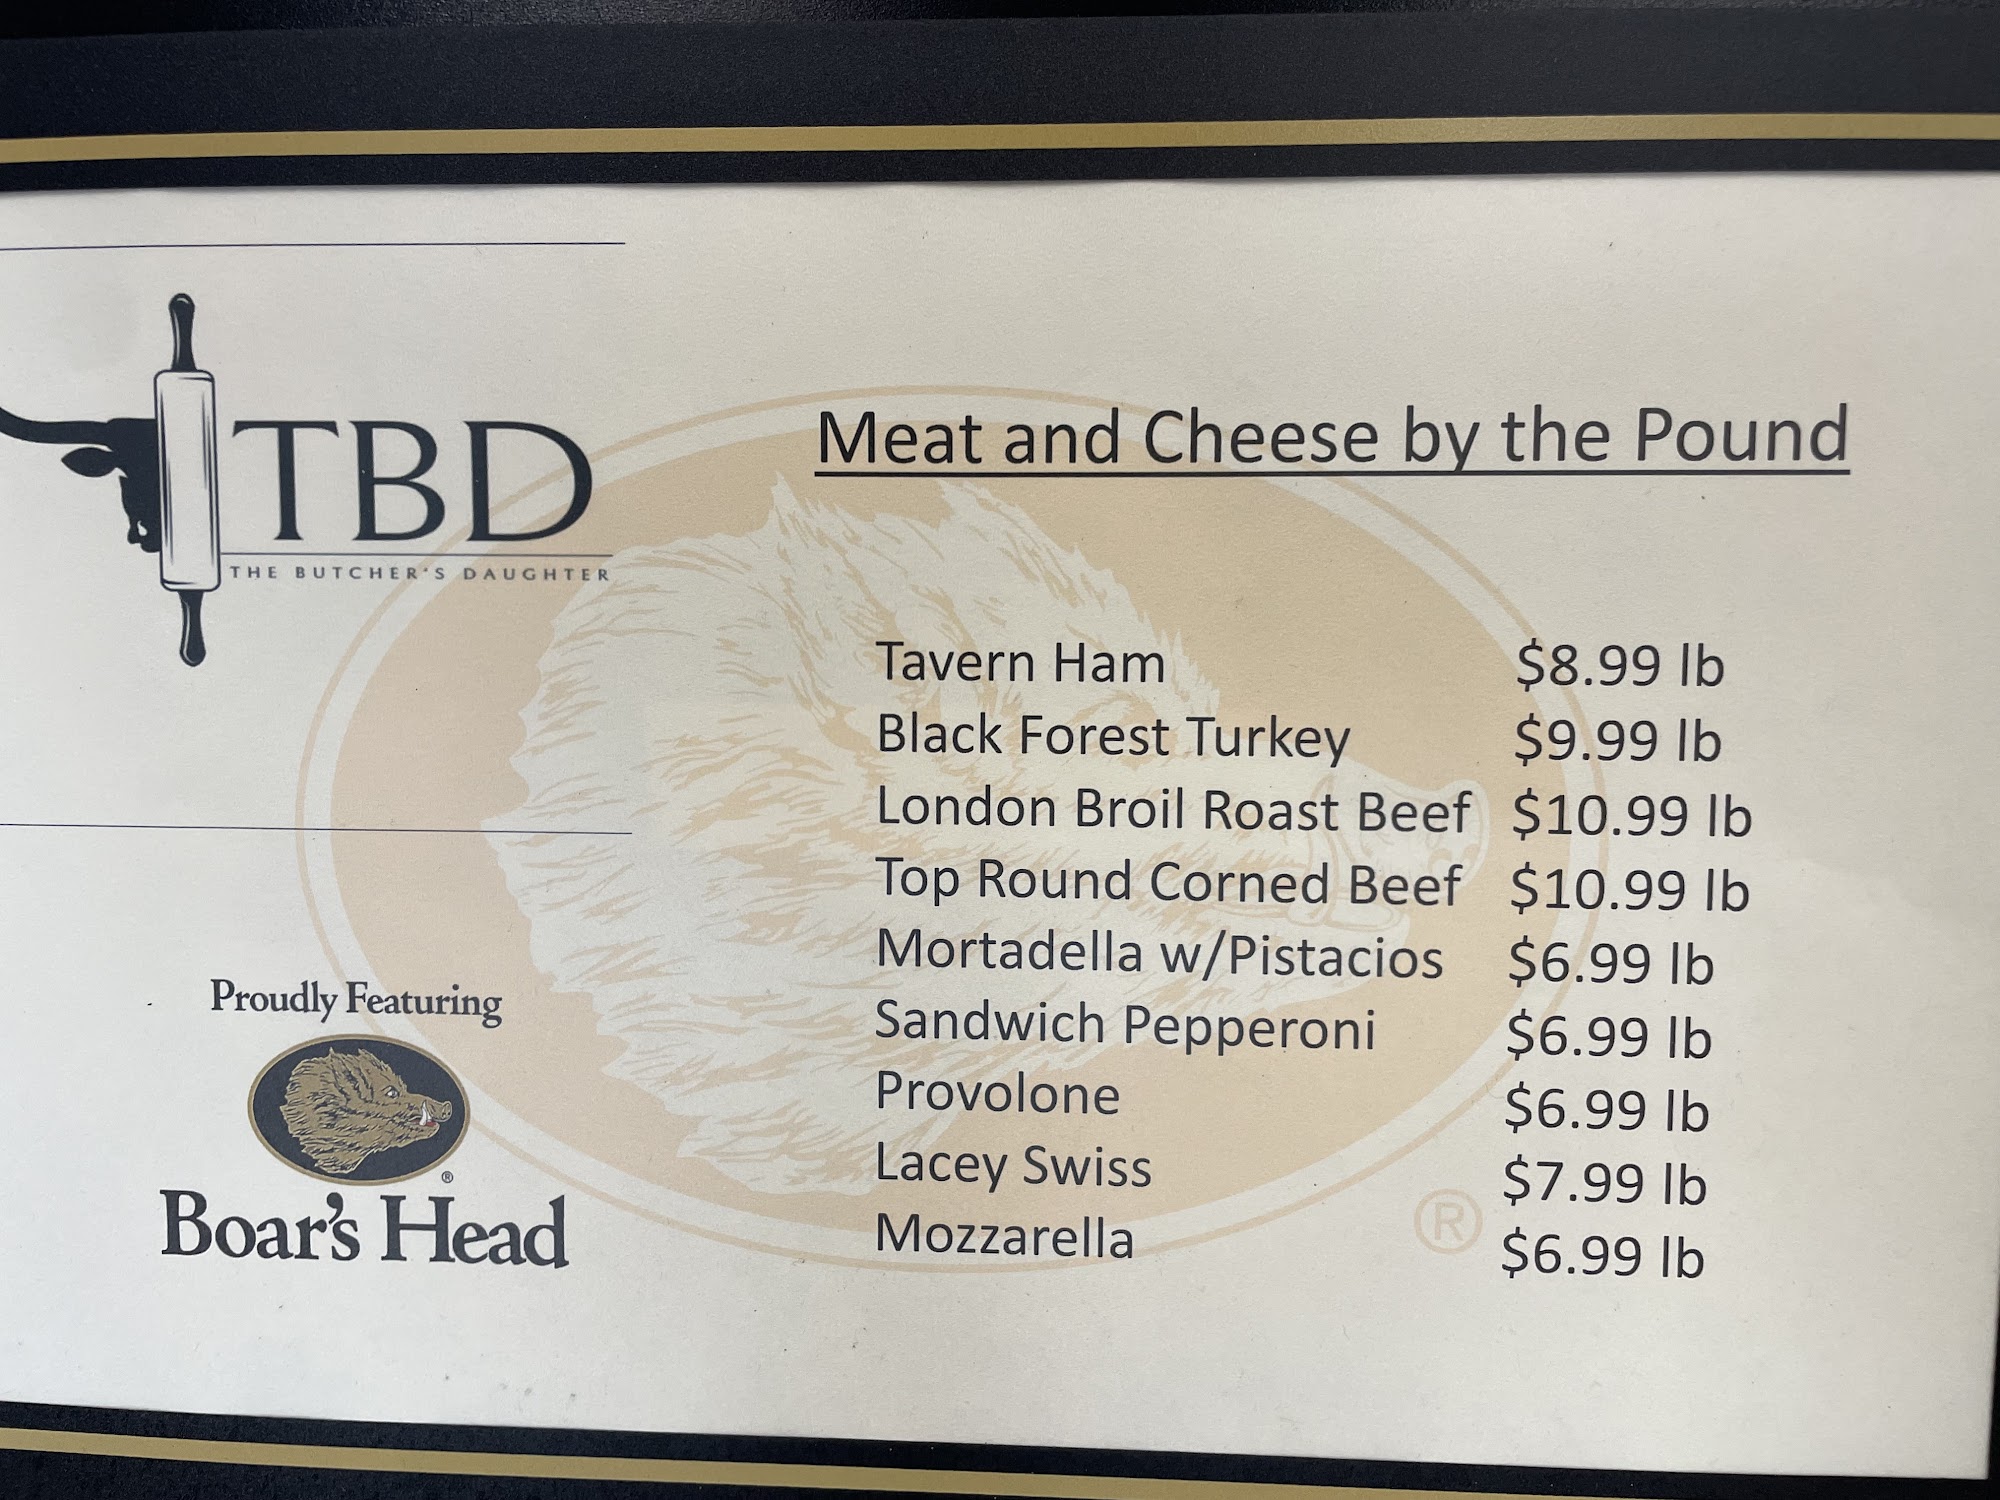 TBD
THE BUTCHER'S DAUGHTER
Proudly Featuring
®
Boar's Head
Meat and Cheese by the Pound
Tavern Ham $8.99 lb
Black Forest Turkey $9.99 lb
London Broil Roast Beef $10.99 lb
Top Round Corned Beef $10.99 lb
Mortadella w/Pistacios $6.99 lb
Sandwich Pepperoni $6.99 lb
Provolone $6.99 lb
Lacey Swiss $7.99 lb
Mozzarella $6.99 lb
®